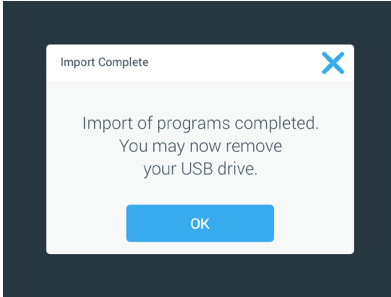 Import Complete
Import of programs completed.
You may now remove
your USB drive.
OK